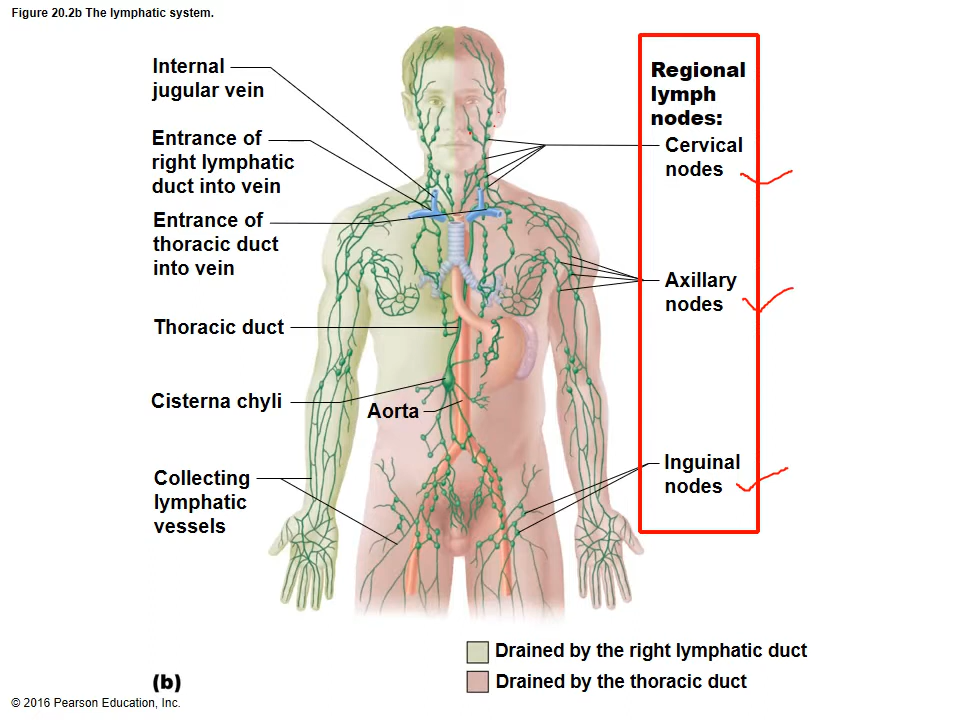 Figure 20.2b The lymphatic system.
Internal
jugular vein
Entrance of
right lymphatic
duct into vein
Entrance of
thoracic duct
into vein
Thoracic duct
Cisterna chyli
Aorta
Collecting
lymphatic
vessels
Regional
lymph
nodes:
Cervical
nodes
Axillary
nodes
Inguinal
nodes
Drained by the right lymphatic duct
Drained by the thoracic duct
(b)
© 2016 Pearson Education, Inc.